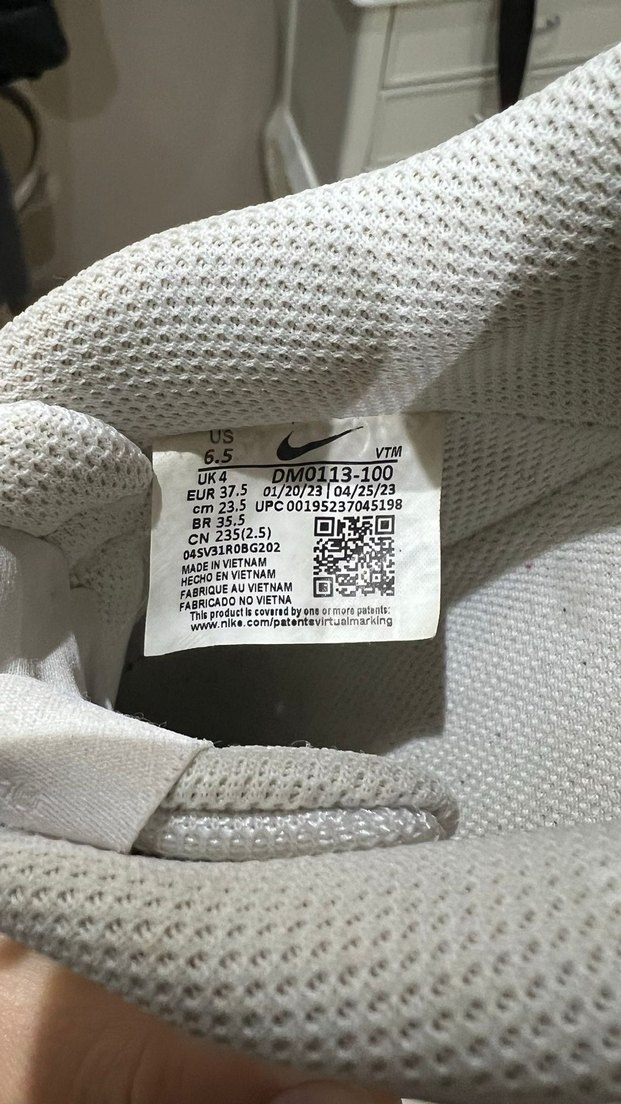 US
6.5
VTM
UK 4
DM0113-100
EUR 37.5
01/20/23 | 04/25/23
cm 23.5
UPC 00195237045198
BR 35.5
CN 235(2.5)
04SV31R0BG202
MADE IN VIETNAM
HECHO EN VIETNAM
FABRIQUE AU VIETNAM
FABRICADO NO VIETNA
This product is covered by one or more patents:
www.nike.com/patentsvirtualmarking